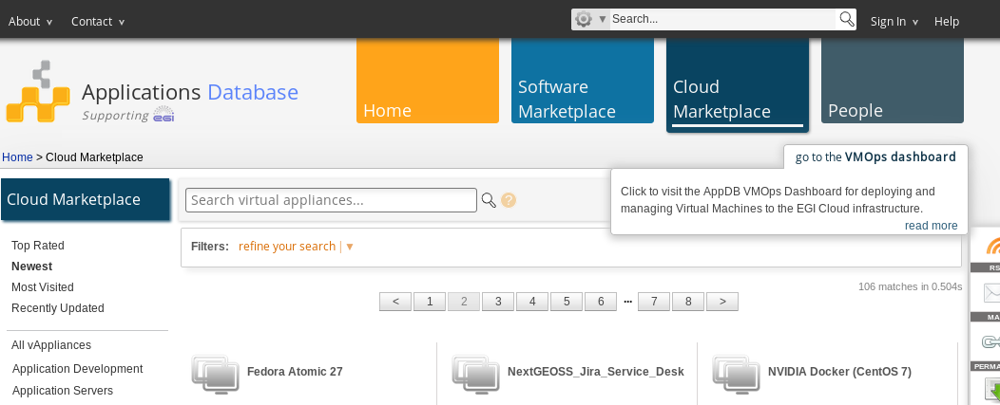 About Contact Search... Sign In Help
Applications Database
Supporting egi
Home
Software
Marketplace
Cloud
Marketplace
People
Home > Cloud Marketplace
go to the VMOps dashboard
Click to visit the AppDB VMOps Dashboard for deploying and
managing Virtual Machines to the EGI Cloud infrastructure.
read more
Cloud Marketplace
Search virtual appliances... ?
Top Rated
Newest
Most Visited
Recently Updated
All vAppliances
Application Development
Application Servers
Filters: refine your search | ▼
106 matches in 0.504s
< 1 2 3 4 5 6 ... 7 8 >
Fedora Atomic 27
NextGEOSS_Jira_Service_Desk
NVIDIA Docker (CentOS 7)
RS
MA
PERMA